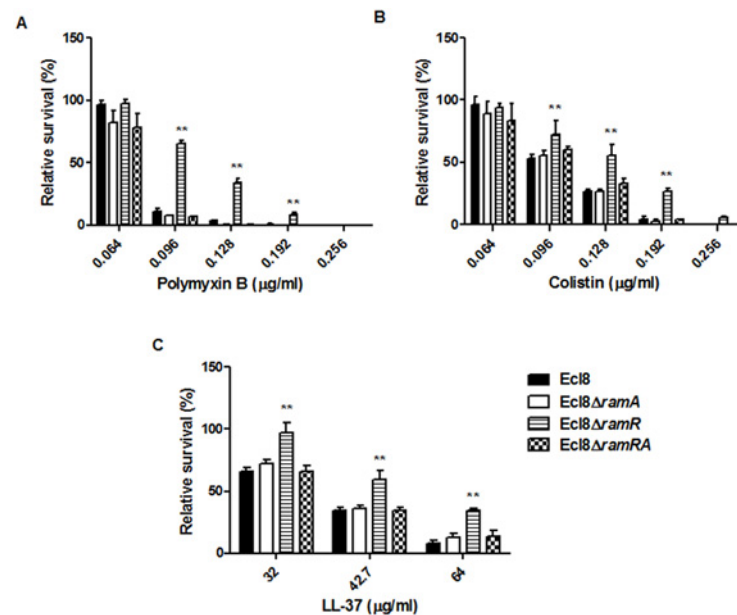 A
150
100
50
0
Relative survival (%)
**
**
**
0.064
0.096
0.128
0.192
0.256
Polymyxin B (µg/ml)
B
150
100
50
0
Relative survival (%)
**
**
**
0.064
0.096
0.128
0.192
0.256
Colistin (µg/ml)
C
150
100
50
0
Relative survival (%)
**
**
**
32
42.7
64
LL-37 (µg/ml)
Ecl8
Ecl8ΔramA
Ecl8ΔramR
Ecl8ΔramRA